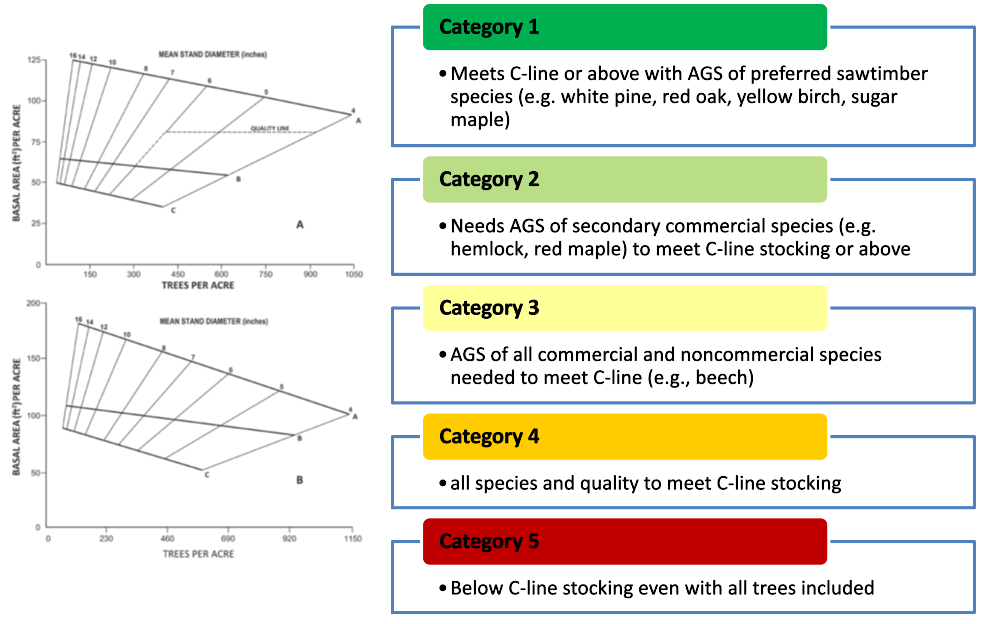 MEAN STAND DIAMETER (inches)
16 14 12 10 8 7 6 5 4
125
100
75
50
25
0
BASAL AREA (ft²) PER ACRE
QUALITY LINE
A
B
C
A
150 300 450 600 750 900 1050
TREES PER ACRE
MEAN STAND DIAMETER (inches)
16 14 12 10 8 7 6 5 4
200
150
100
50
0
BASAL AREA (ft²) PER ACRE
A
B
C
B
0 230 460 690 920 1150
TREES PER ACRE
Category 1
•Meets C-line or above with AGS of preferred sawtimber
species (e.g. white pine, red oak, yellow birch, sugar
maple)
Category 2
•Needs AGS of secondary commercial species (e.g.
hemlock, red maple) to meet C-line stocking or above
Category 3
•AGS of all commercial and noncommercial species
needed to meet C-line (e.g., beech)
Category 4
•all species and quality to meet C-line stocking
Category 5
•Below C-line stocking even with all trees included